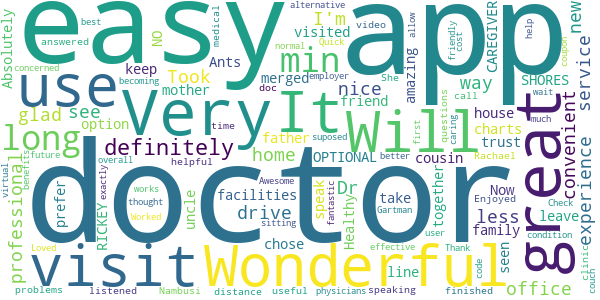 easy
app
doctor
great
Very
It
Will
use
visit
Wonderful
long
min
definitely
Absolutely
best
answered
medical
NO
alternative
I'm
Quick
video
visited
normal
employer
She
allow
CAREGIVER
friendly
cost
coupon
help
new
concerned
keep
Took
Ants
becoming
mother
merged
doc
nice
friend
amazing
way
call
SHORES
wait
much
service
glad
see
option
time
father
first
questions
caring
house
charts
trust
convenient
experience
future
benefits
overall
helpful
home
OPTIONAL
cousin
better
Rachael
professional
virtual
works
exactly
thought
Worked
prefer
RICKEY
uncle
facilities
Awesome
drive
sitting
chose
speak
fantastic
Dr
Healthy
suposed
take
Gartman
together
user
less
family
Now
Enjoyed
Thank
seen
code
leave
Check
condition
clinic
couch
office
Loved
listened
effective
line
problems
Nambusi
distance
useful
physicians
speaking
finished